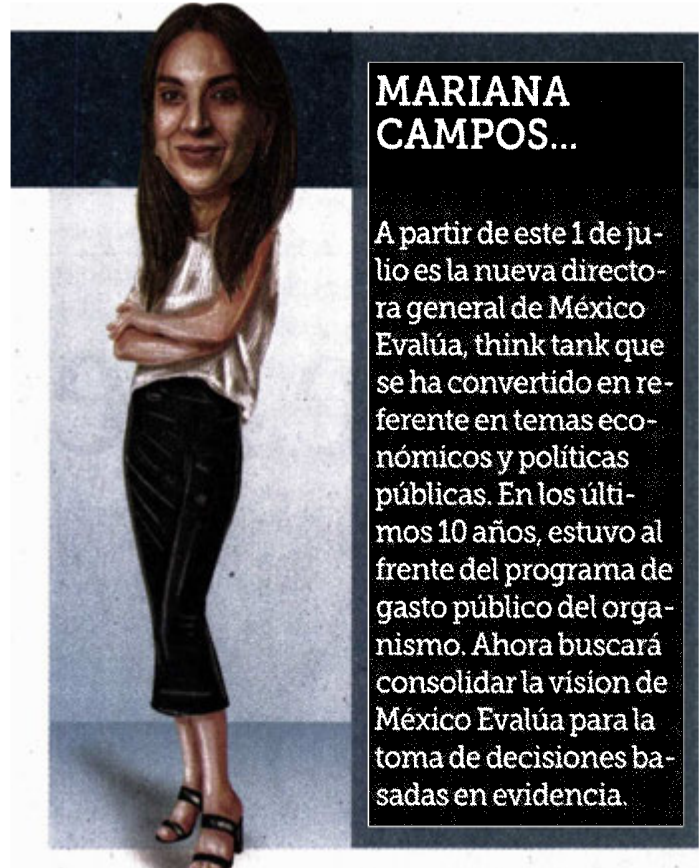 MARIANA
CAMPOS...
A partir de este 1 de ju-
lio es la nueva directo-
ra general de México
Evalúa, think tank que
se ha convertido en re-
ferente en temas eco-
nómicos y políticas
públicas. En los últi-
mos 10 años, estuvo al
frente del programa de
gasto público del orga-
nismo. Ahora buscará
consolidar la vision de
México Evalúa para la
toma de decisiones ba-
sadas en evidencia.